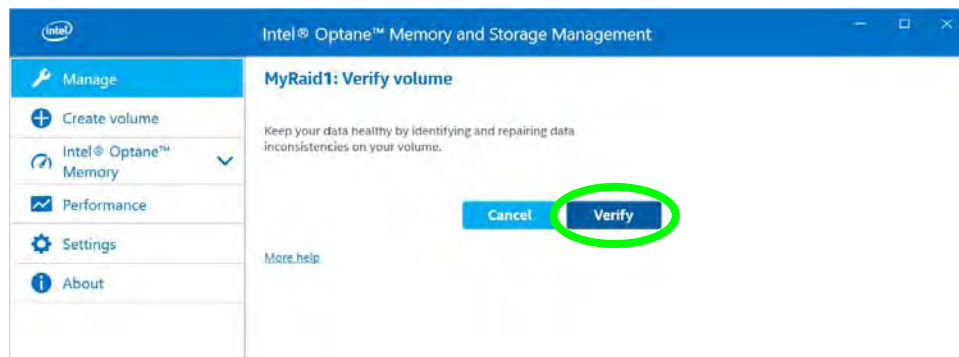 intel
Intel® Optane™ Memory and Storage Management
Manage
Create volume
Intel® Optane™
Memory
Performance
Settings
About
MyRaid1: Verify volume
Keep your data healthy by identifying and repairing data
inconsistencies on your volume.
Cancel
Verify
More help